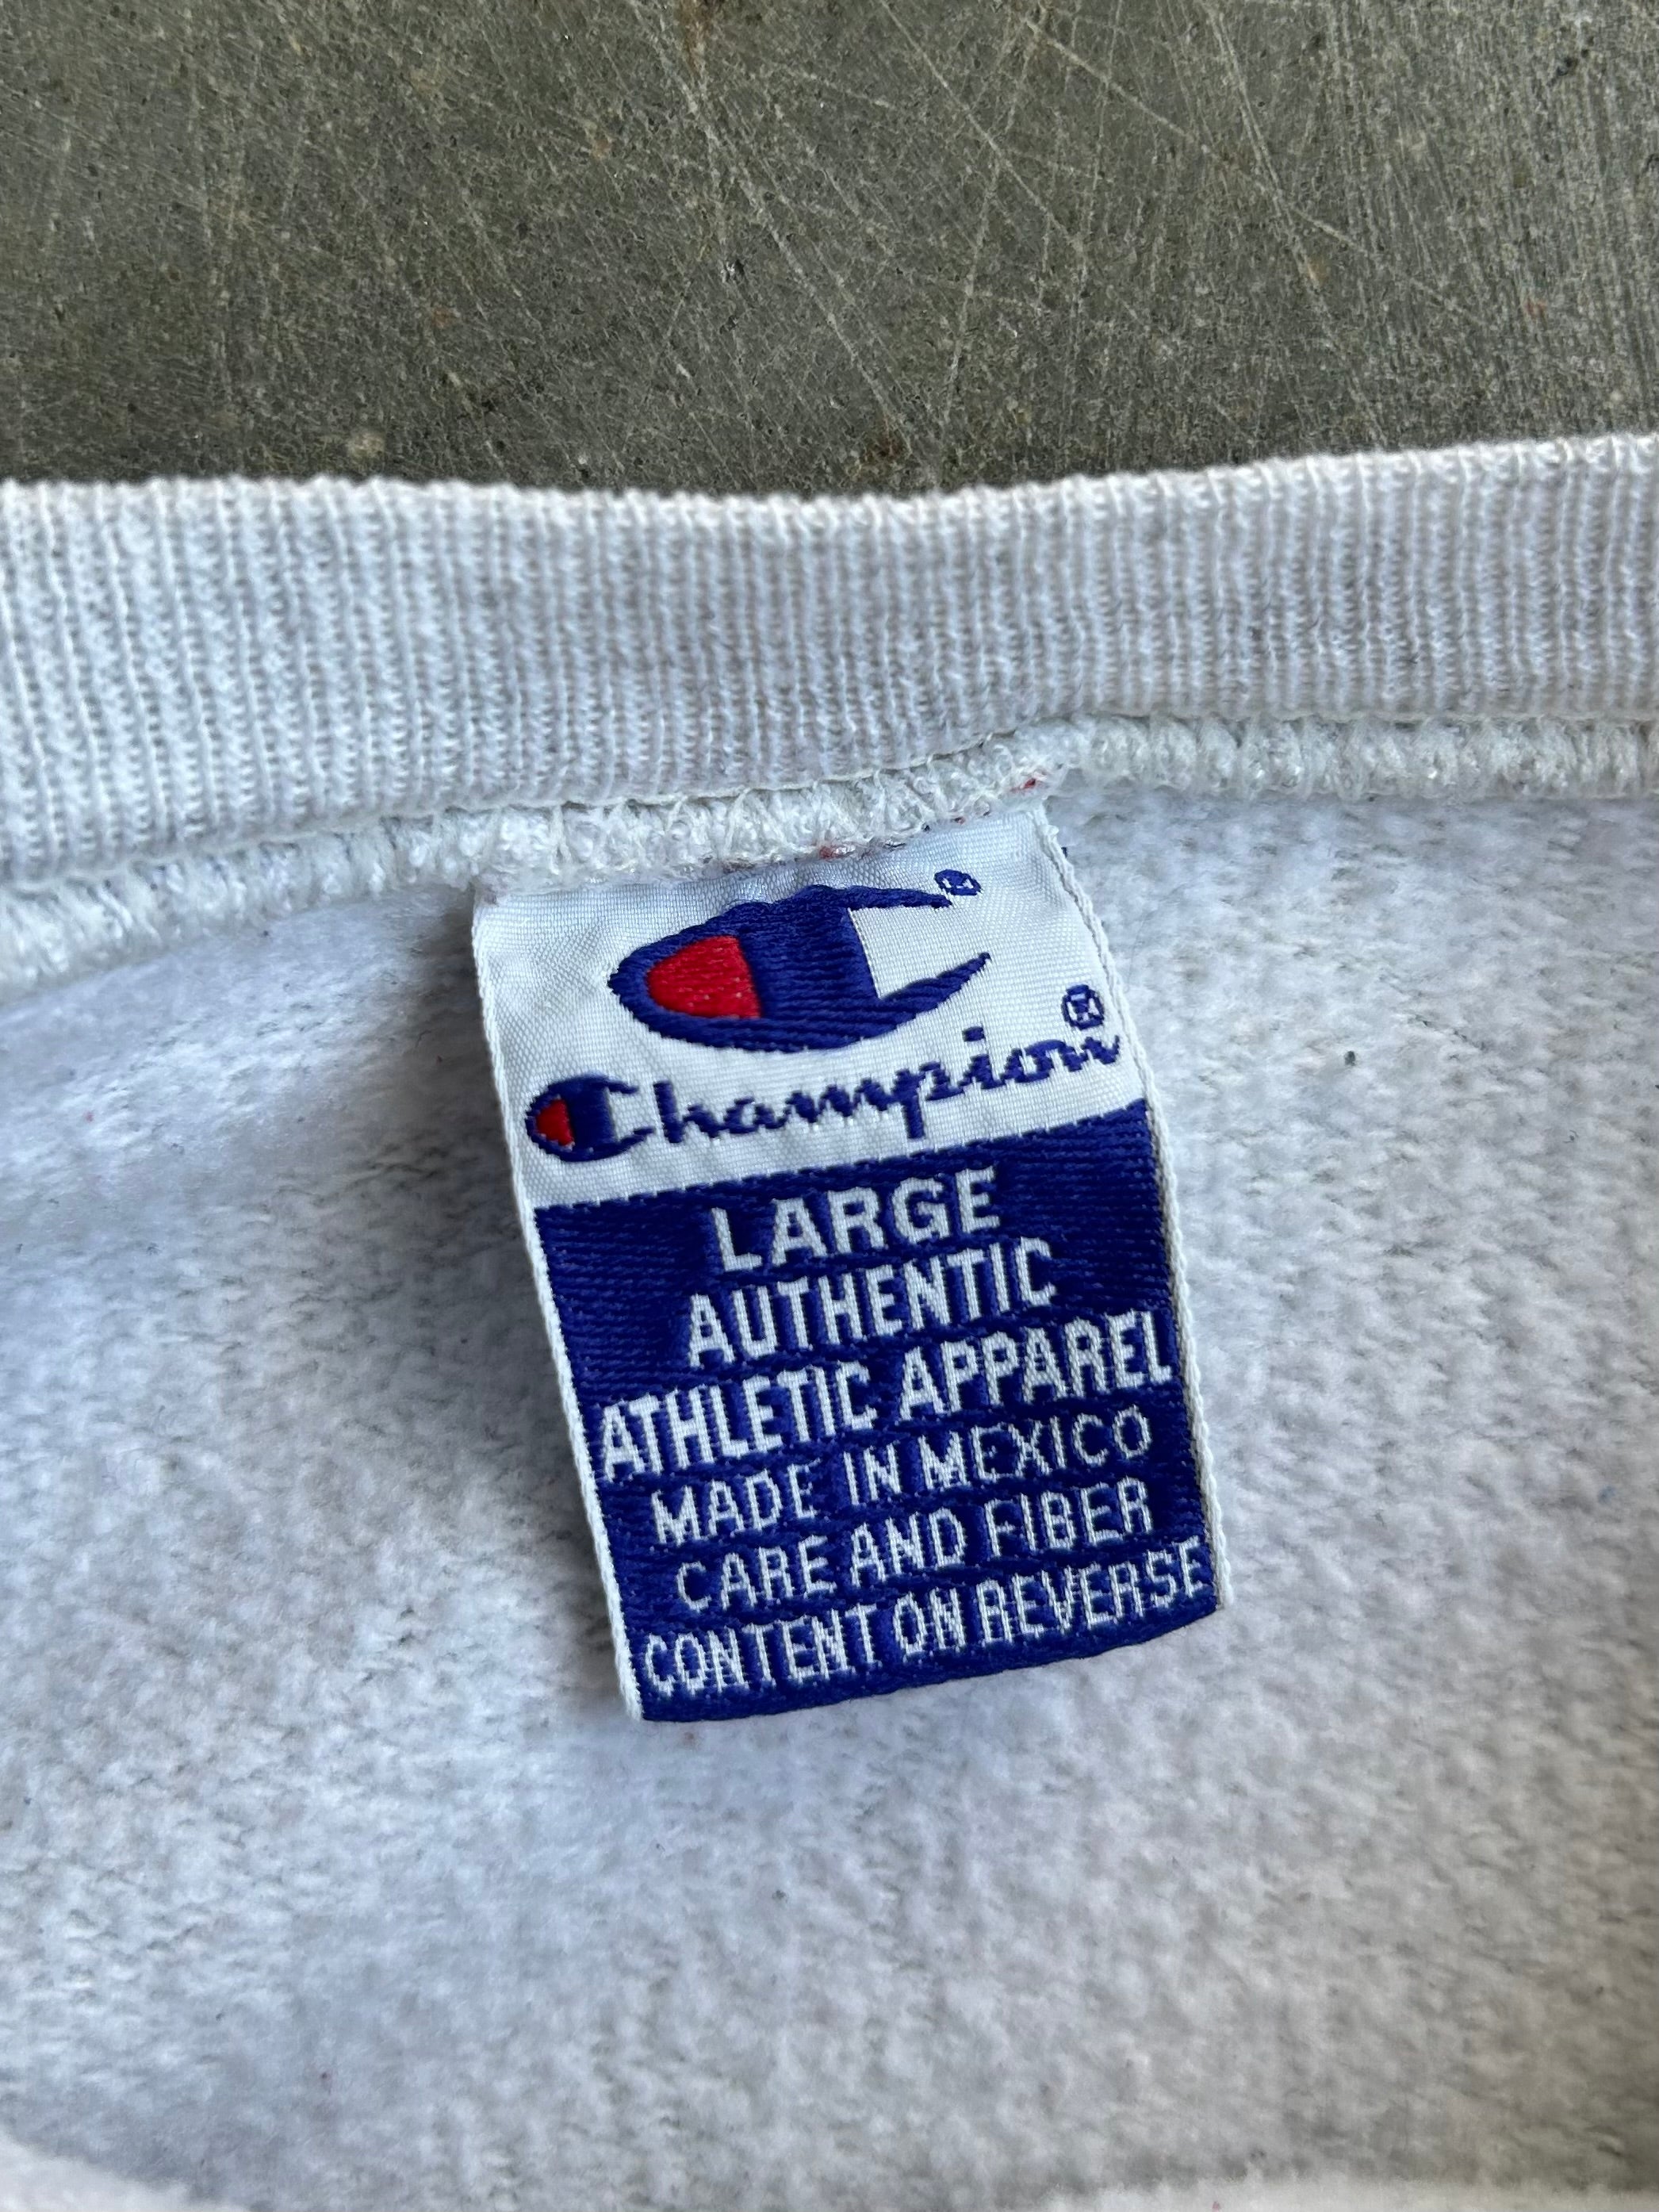 ®
Champion®
LARGE
AUTHENTIC
ATHLETIC APPAREL
MADE IN MEXICO
CARE AND FIBER
CONTENT ON REVERSE